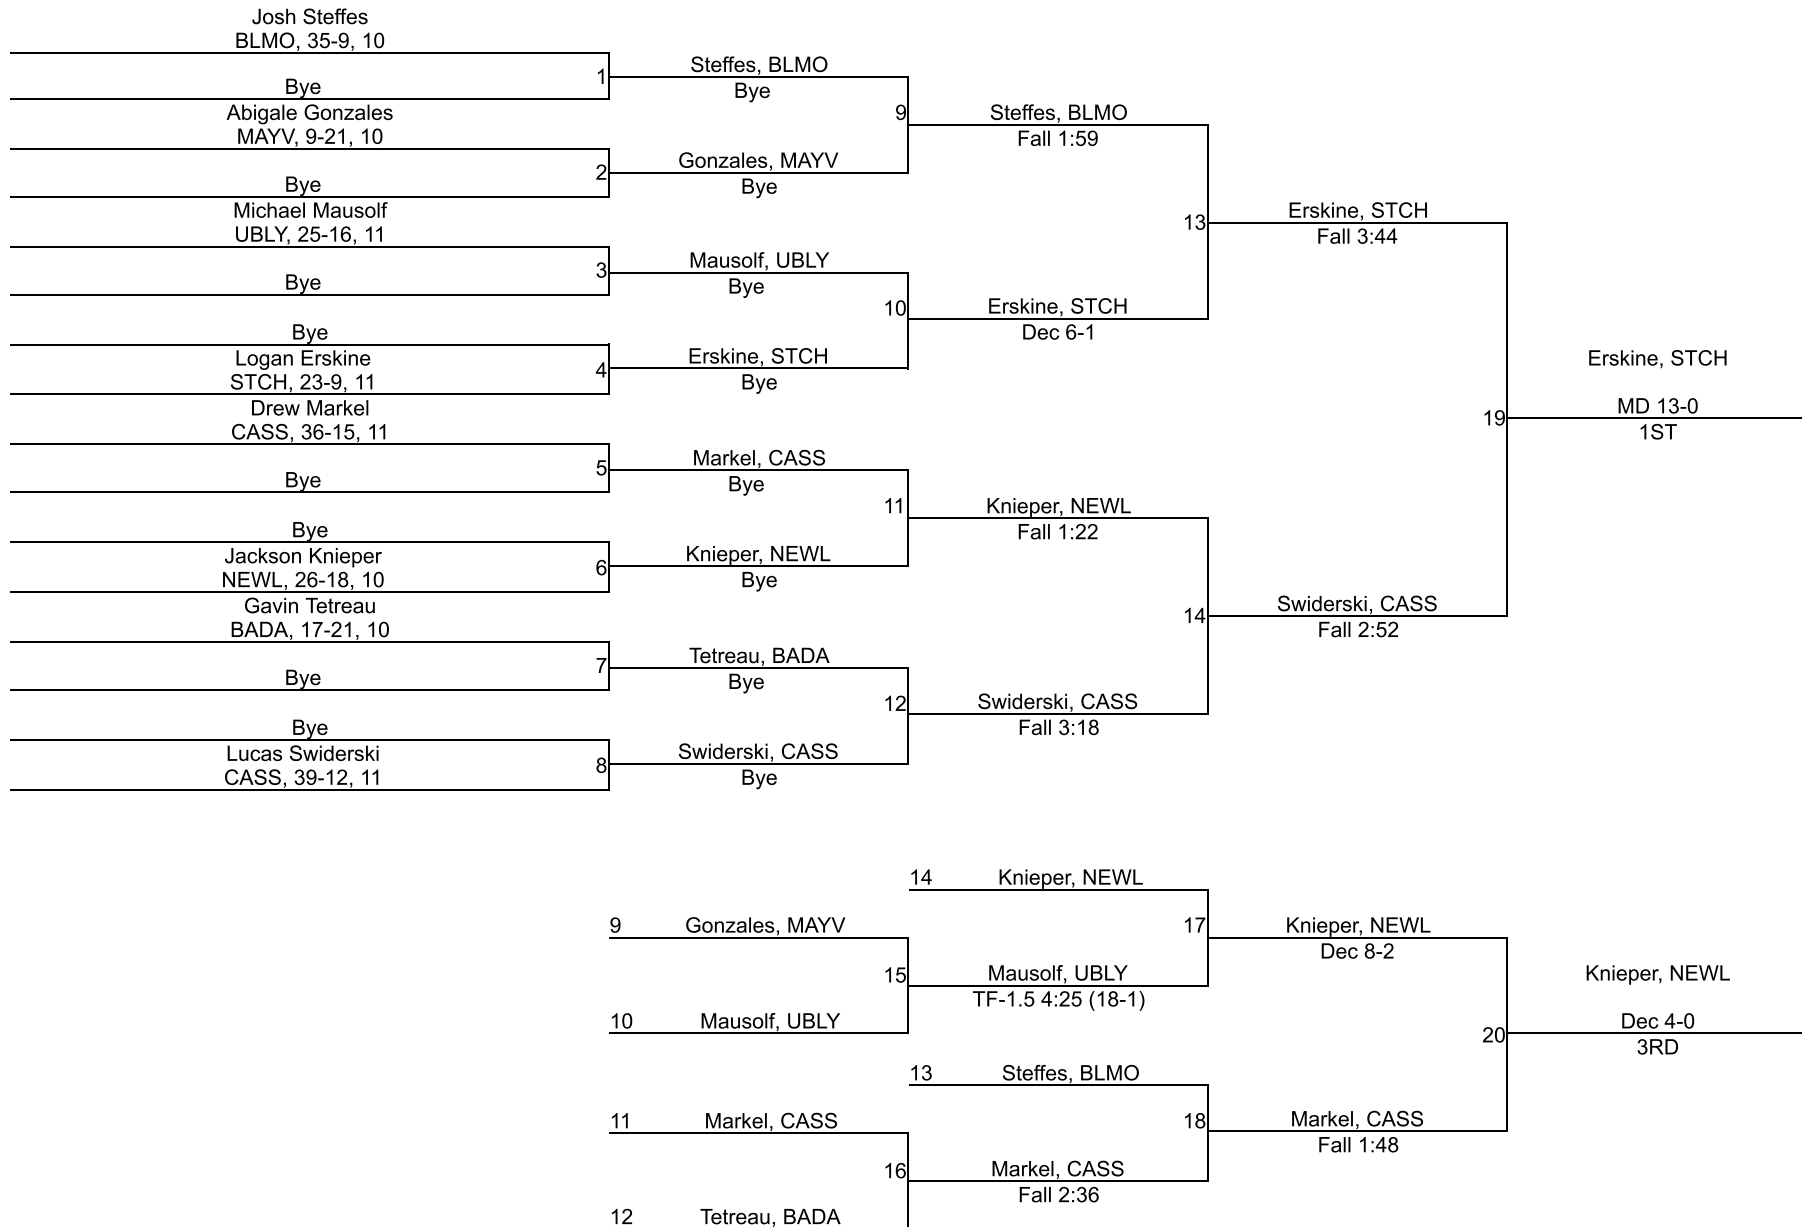 Josh Steffes
BLMO, 35-9, 10
Bye
Abigale Gonzales
MAYV, 9-21, 10
Bye
Michael Mausolf
UBLY, 25-16, 11
Bye
Bye
Logan Erskine
STCH, 23-9, 11
Drew Markel
CASS, 36-15, 11
Bye
Bye
Jackson Knieper
NEWL, 26-18, 10
Gavin Tetreau
BADA, 17-21, 10
Bye
Bye
Lucas Swiderski
CASS, 39-12, 11
1
Steffes, BLMO
Bye
2
Gonzales, MAYV
Bye
3
Mausolf, UBLY
Bye
4
Erskine, STCH
Bye
5
Markel, CASS
Bye
6
Knieper, NEWL
Bye
7
Tetreau, BADA
Bye
8
Swiderski, CASS
Bye
9
Steffes, BLMO
Fall 1:59
10
Erskine, STCH
Dec 6-1
11
Knieper, NEWL
Fall 1:22
12
Swiderski, CASS
Fall 3:18
13
Erskine, STCH
Fall 3:44
14
Swiderski, CASS
Fall 2:52
19
Erskine, STCH
MD 13-0
1ST
9
Gonzales, MAYV
10
Mausolf, UBLY
11
Markel, CASS
12
Tetreau, BADA
14
Knieper, NEWL
15
Mausolf, UBLY
TF-1.5 4:25 (18-1)
13
Steffes, BLMO
16
Markel, CASS
Fall 2:36
17
Knieper, NEWL
Dec 8-2
18
Markel, CASS
Fall 1:48
20
Knieper, NEWL
Dec 4-0
3RD